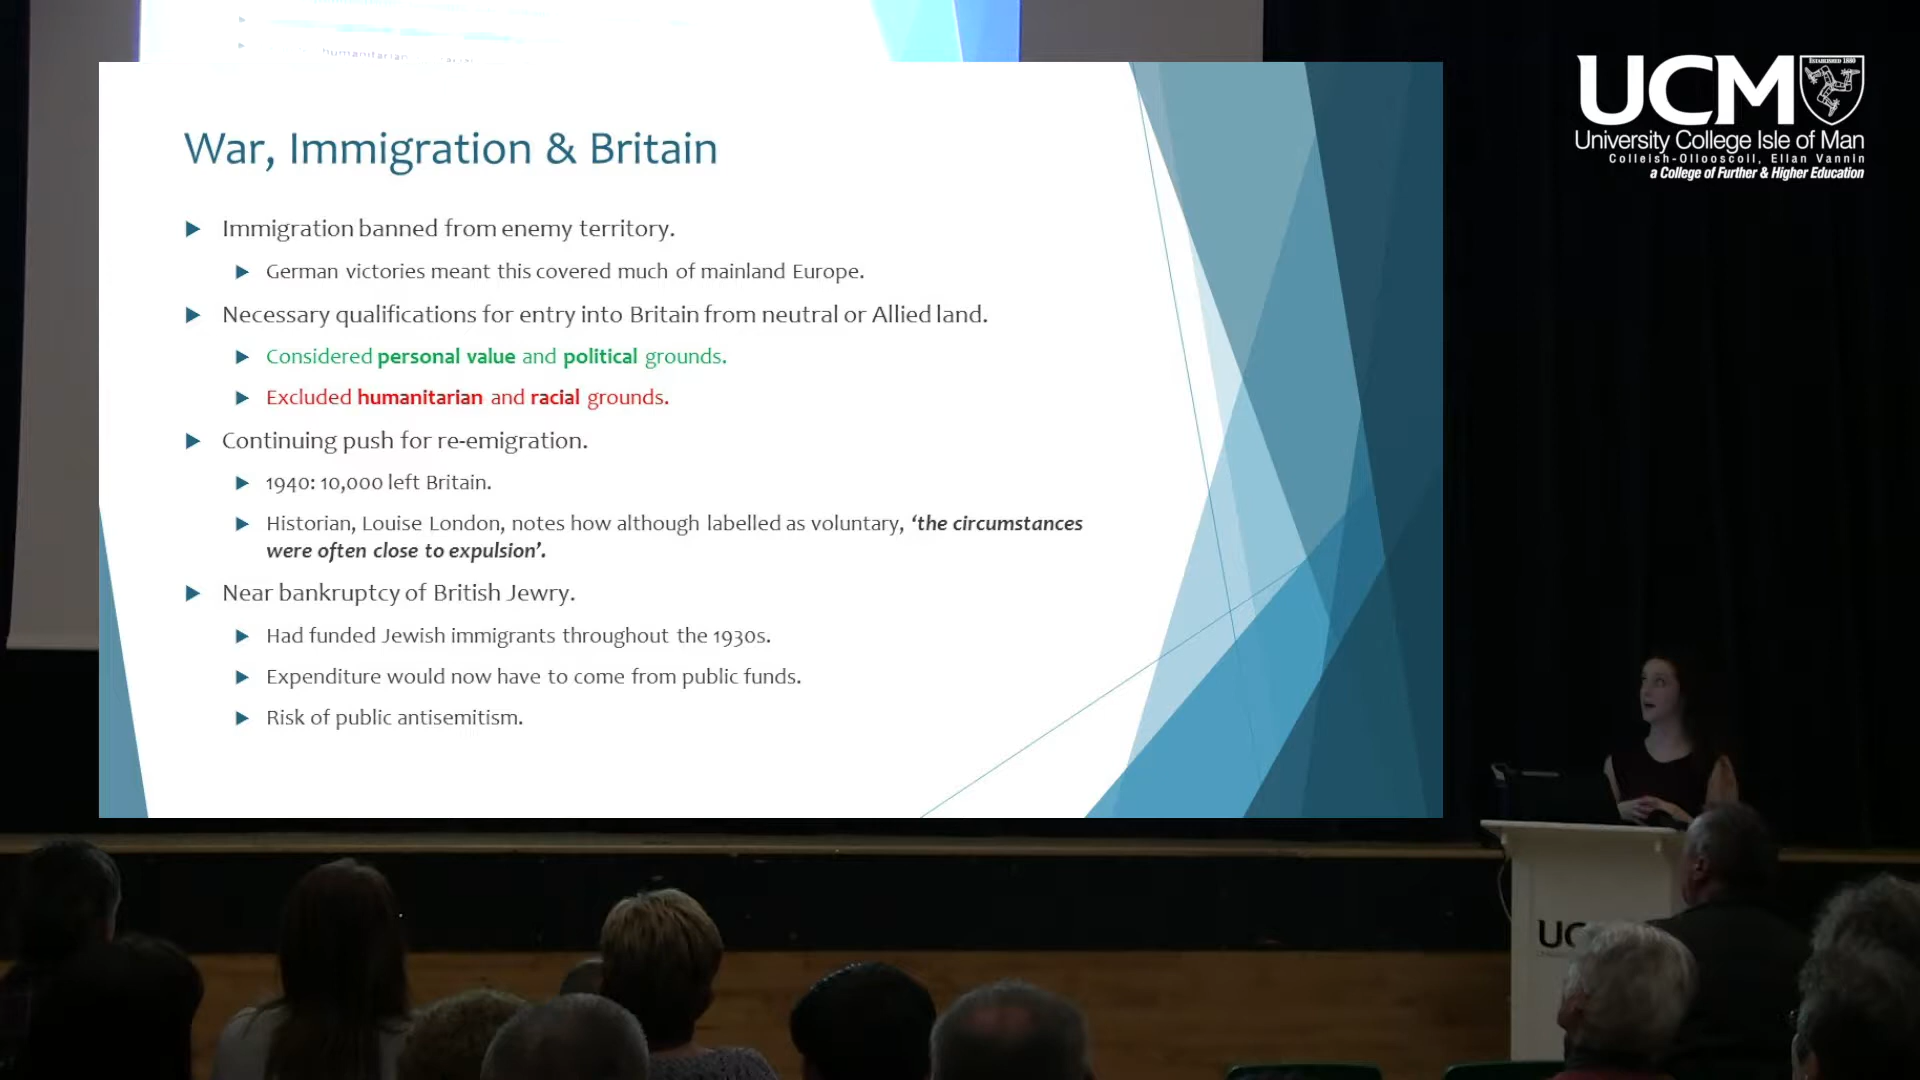 humanitarian
War, Immigration & Britain
Immigration banned from enemy territory.
German victories meant this covered much of mainland Europe.
Necessary qualifications for entry into Britain from neutral or Allied land.
Considered personal value and political grounds.
Excluded humanitarian and racial grounds.
Continuing push for re-emigration.
1940: 10,000 left Britain.
Historian, Louise London, notes how although labelled as voluntary, ‘the circumstances
were often close to expulsion’.
Near bankruptcy of British Jewry.
Had funded Jewish immigrants throughout the 1930s.
Expenditure would now have to come from public funds.
Risk of public antisemitism.
UCM
ESTABLISHED 1880
University College Isle of Man
Colleish-Ollooscoil, Ellan Vannin
a College of Further & Higher Education
UC